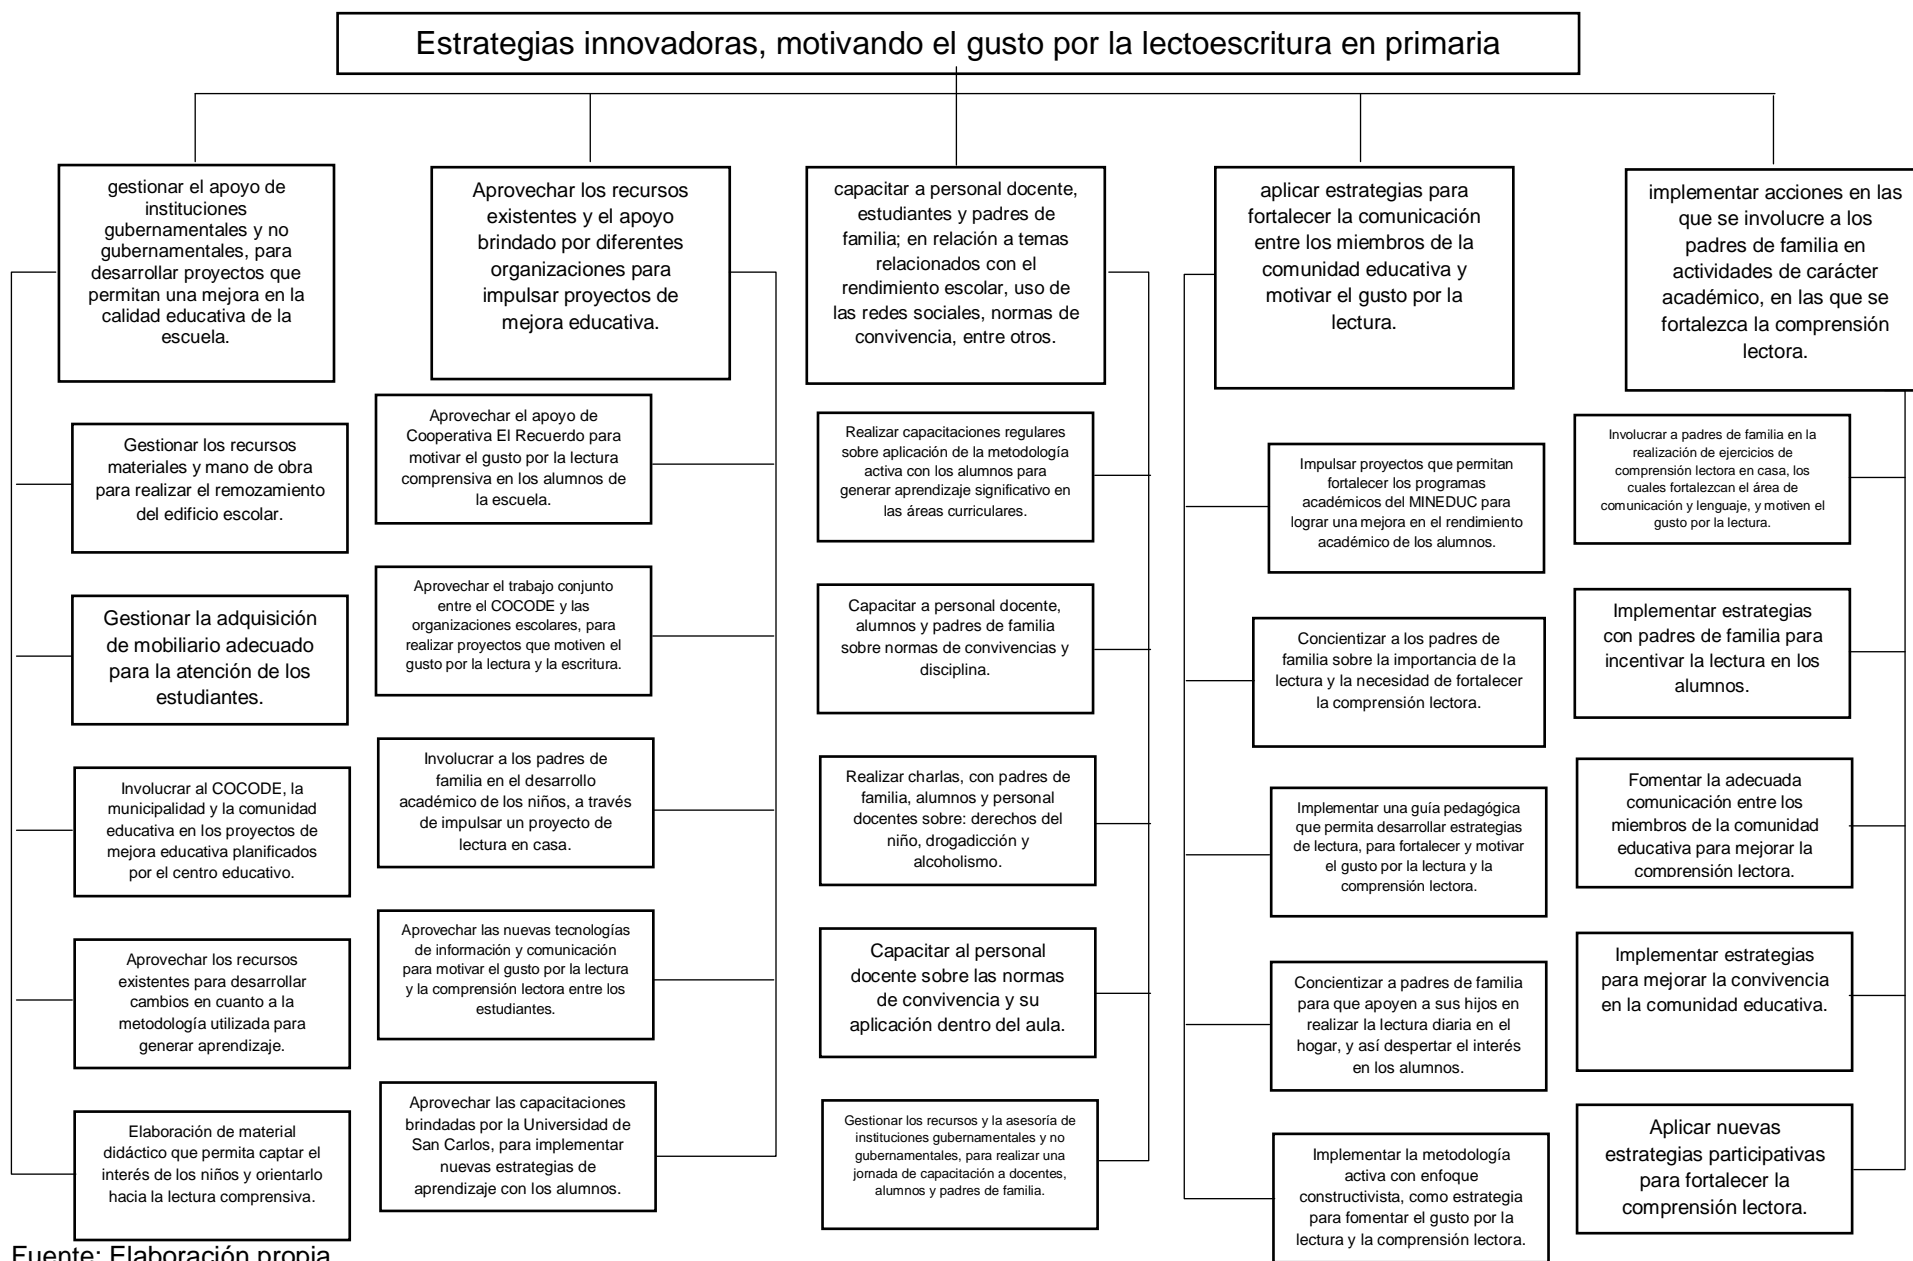 Estrategias innovadoras, motivando el gusto por la lectoescritura en primaria
gestionar el apoyo de
instituciones
gubernamentales y no
gubernamentales, para
desarrollar proyectos que
permitan una mejora en la
calidad educativa de la
escuela.
Gestionar los recursos
materiales y mano de obra
para realizar el remozamiento
del edificio escolar.
Gestionar la adquisición
de mobiliario adecuado
para la atención de los
estudiantes.
Involucrar al COCODE, la
municipalidad y la comunidad
educativa en los proyectos de
mejora educativa planificados
por el centro educativo.
Aprovechar los recursos
existentes para desarrollar
cambios en cuanto a la
metodología utilizada para
generar aprendizaje.
Elaboración de material
didáctico que permita captar el
interés de los niños y orientarlo
hacia la lectura comprensiva.
Aprovechar los recursos
existentes y el apoyo
brindado por diferentes
organizaciones para
impulsar proyectos de
mejora educativa.
Aprovechar el apoyo de
Cooperativa El Recuerdo para
motivar el gusto por la lectura
comprensiva en los alumnos de
la escuela.
Aprovechar el trabajo conjunto
entre el COCODE y las
organizaciones escolares, para
realizar proyectos que motiven el
gusto por la lectura y la escritura.
Involucrar a los padres de
familia en el desarrollo
académico de los niños, a través
de impulsar un proyecto de
lectura en casa.
Aprovechar las nuevas tecnologías
de información y comunicación
para motivar el gusto por la lectura
y la comprensión lectora entre los
estudiantes.
Aprovechar las capacitaciones
brindadas por la Universidad de
San Carlos, para implementar
nuevas estrategias de
aprendizaje con los alumnos.
capacitar a personal docente,
estudiantes y padres de
familia; en relación a temas
relacionados con el
rendimiento escolar, uso de
las redes sociales, normas de
convivencia, entre otros.
Realizar capacitaciones regulares
sobre aplicación de la metodología
activa con los alumnos para
generar aprendizaje significativo en
las áreas curriculares.
Capacitar a personal docente,
alumnos y padres de familia
sobre normas de convivencias y
disciplina.
Realizar charlas, con padres de
familia, alumnos y personal
docentes sobre: derechos del
niño, drogadicción y
alcoholismo.
Capacitar al personal
docente sobre las normas
de convivencia y su
aplicación dentro del aula.
Gestionar los recursos y la asesoría de
instituciones gubernamentales y no
gubernamentales, para realizar una
jornada de capacitación a docentes,
alumnos y padres de familia.
aplicar estrategias para
fortalecer la comunicación
entre los miembros de la
comunidad educativa y
motivar el gusto por la
lectura.
Impulsar proyectos que permitan
fortalecer los programas
académicos del MINEDUC para
lograr una mejora en el rendimiento
académico de los alumnos.
Concientizar a los padres de
familia sobre la importancia de la
lectura y la necesidad de fortalecer
la comprensión lectora.
Implementar una guía pedagógica
que permita desarrollar estrategias
de lectura, para fortalecer y motivar
el gusto por la lectura y la
comprensión lectora.
Concientizar a padres de familia
para que apoyen a sus hijos en
realizar la lectura diaria en el
hogar, y así despertar el interés
en los alumnos.
Implementar la metodología
activa con enfoque
constructivista, como estrategia
para fomentar el gusto por la
lectura y la comprensión lectora.
implementar acciones en las
que se involucre a los
padres de familia en
actividades de carácter
académico, en las que se
fortalezca la comprensión
lectora.
Involucrar a padres de familia en la
realización de ejercicios de
comprensión lectora en casa, los
cuales fortalezcan el área de
comunicación y lenguaje, y motiven el
gusto por la lectura.
Implementar estrategias
con padres de familia para
incentivar la lectura en los
alumnos.
Fomentar la adecuada
comunicación entre los
miembros de la comunidad
educativa para mejorar la
comprensión lectora.
Implementar estrategias
para mejorar la convivencia
en la comunidad educativa.
Aplicar nuevas
estrategias participativas
para fortalecer la
comprensión lectora.
Fuente: Elaboración propia